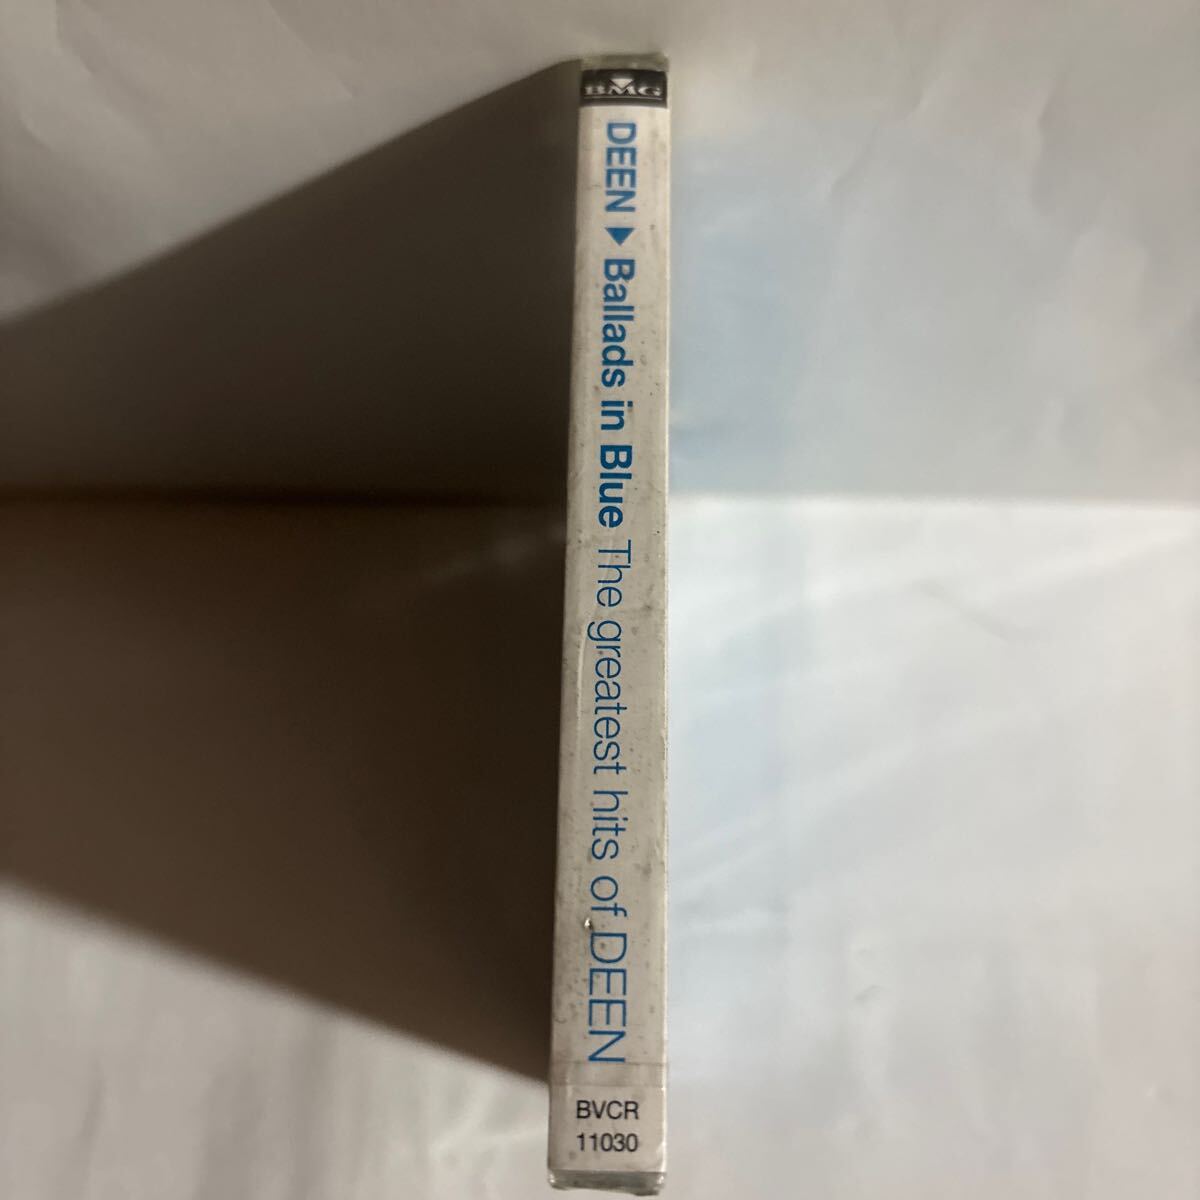 BMG
DEEN ▶ Ballads in Blue The greatest hits of DEEN
BVCR
11030